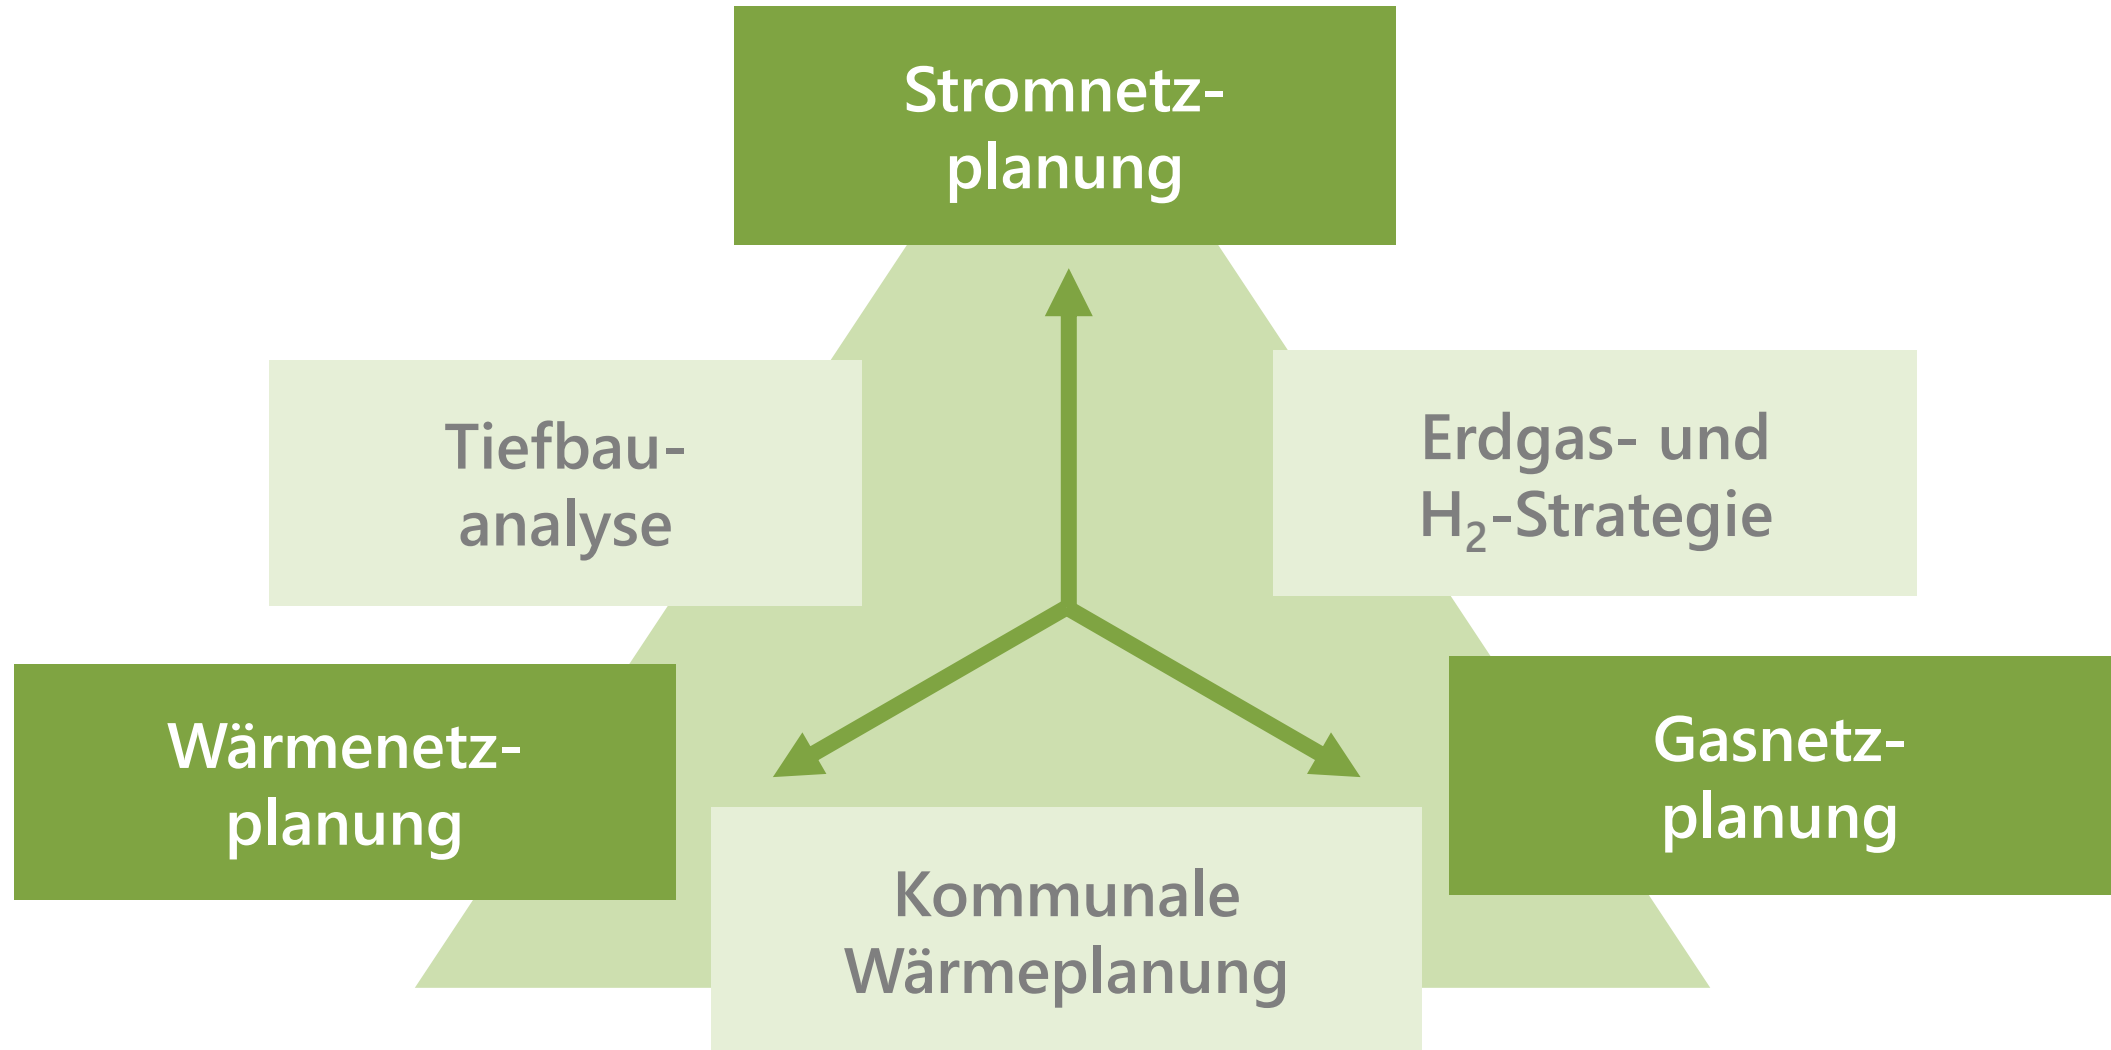 Stromnetz-
planung
Tiefbau-
analyse
Erdgas- und
H₂-Strategie
Wärmenetz-
planung
Gasnetz-
planung
Kommunale
Wärmeplanung